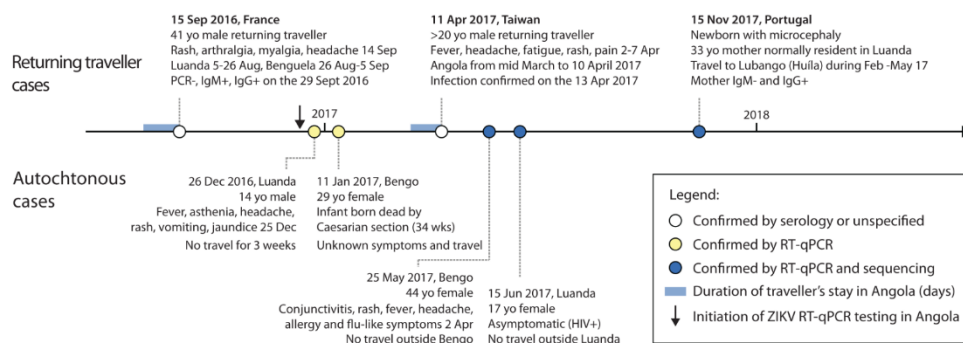 15 Sep 2016, France
41 yo male returning traveller
Rash, arthralgia, myalgia, headache 14 Sep
Luanda 5-26 Aug, Benguela 26 Aug-5 Sep
PCR-, IgM+, IgG+ on the 29 Sept 2016
11 Apr 2017, Taiwan
>20 yo male returning traveller
Fever, headache, fatigue, rash, pain 2-7 Apr
Angola from mid March to 10 April 2017
Infection confirmed on the 13 Apr 2017
15 Nov 2017, Portugal
Newborn with microcephaly
33 yo mother normally resident in Luanda
Travel to Lubango (Huíla) during Feb -May 17
Mother IgM- and IgG+
Returning traveller
cases
2017
2018
Autochtonous
cases
26 Dec 2016, Luanda
14 yo male
Fever, asthenia, headache,
rash, vomiting, jaundice 25 Dec
No travel for 3 weeks
11 Jan 2017, Bengo
29 yo female
Infant born dead by
Caesarian section (34 wks)
Unknown symptoms and travel
25 May 2017, Bengo
44 yo female
Conjunctivitis, rash, fever, headache,
allergy and flu-like symptoms 2 Apr
No travel outside Bengo
15 Jun 2017, Luanda
17 yo female
Asymptomatic (HIV+)
No travel outside Luanda
Legend:
Confirmed by serology or unspecified
Confirmed by RT-qPCR
Confirmed by RT-qPCR and sequencing
Duration of traveller's stay in Angola (days)
Initiation of ZIKV RT-qPCR testing in Angola